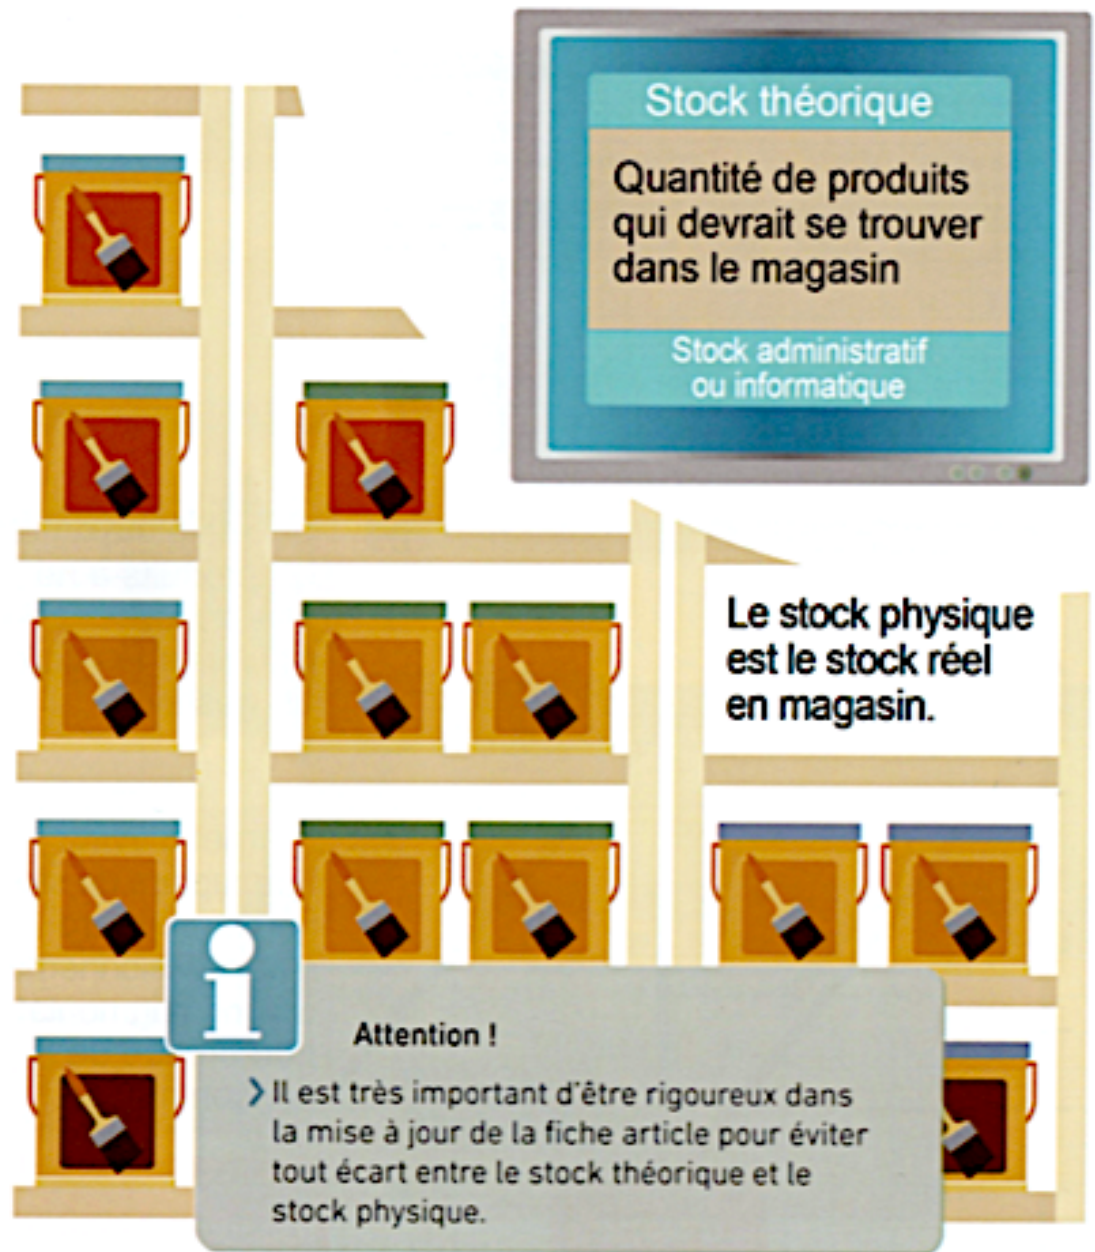 Stock théorique
Quantité de produits
qui devrait se trouver
dans le magasin
Stock administratif
ou informatique
Le stock physique
est le stock réel
en magasin.
i
Attention !
❯ Il est très important d'être rigoureux dans
la mise à jour de la fiche article pour éviter
tout écart entre le stock théorique et le
stock physique.